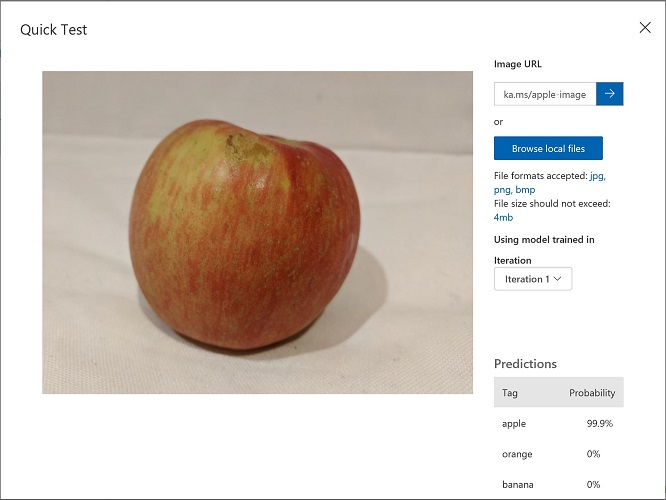 Quick Test
Image URL
ka.ms/apple-image
or
Browse local files
File formats accepted: jpg,
png, bmp
File size should not exceed:
4mb
Using model trained in
Iteration
Iteration 1
Predictions
Tag Probability
apple 99.9%
orange 0%
banana 0%